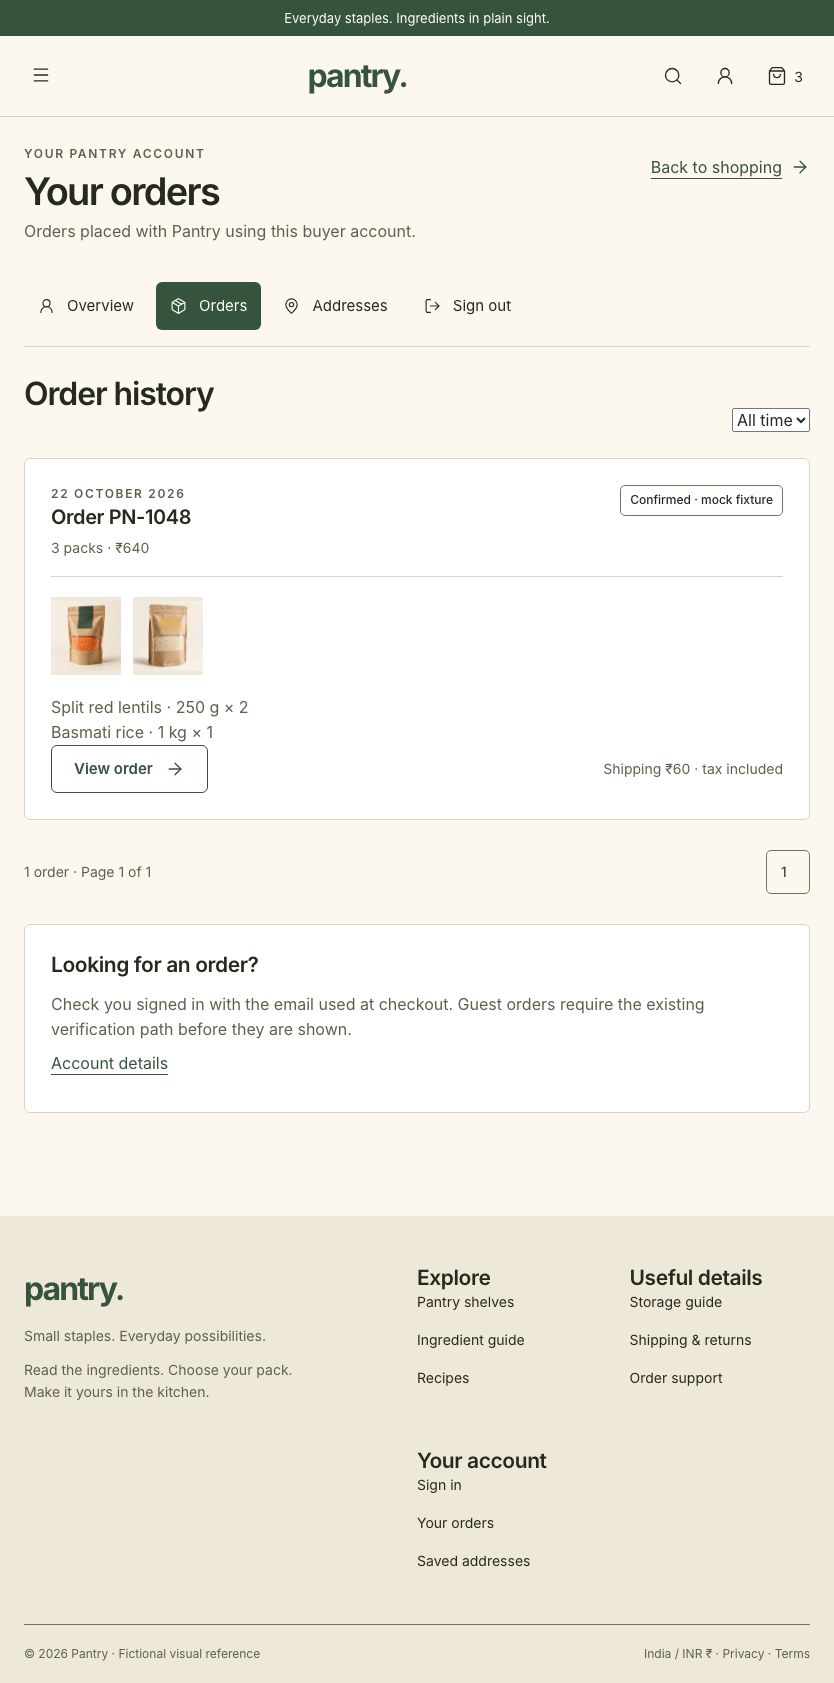 Everyday staples. Ingredients in plain sight.
pantry.
3
YOUR PANTRY ACCOUNT
Your orders
Back to shopping
Orders placed with Pantry using this buyer account.
Overview
Orders
Addresses
Sign out
Order history
All time
22 OCTOBER 2026
Order PN-1048
Confirmed · mock fixture
3 packs · ₹640
Split red lentils · 250 g × 2
Basmati rice · 1 kg × 1
View order
Shipping ₹60 · tax included
1 order · Page 1 of 1
1
Looking for an order?
Check you signed in with the email used at checkout. Guest orders require the existing
verification path before they are shown.
Account details
pantry.
Small staples. Everyday possibilities.
Read the ingredients. Choose your pack.
Make it yours in the kitchen.
Explore
Pantry shelves
Ingredient guide
Recipes
Useful details
Storage guide
Shipping & returns
Order support
Your account
Sign in
Your orders
Saved addresses
© 2026 Pantry · Fictional visual reference
India / INR ₹ · Privacy · Terms